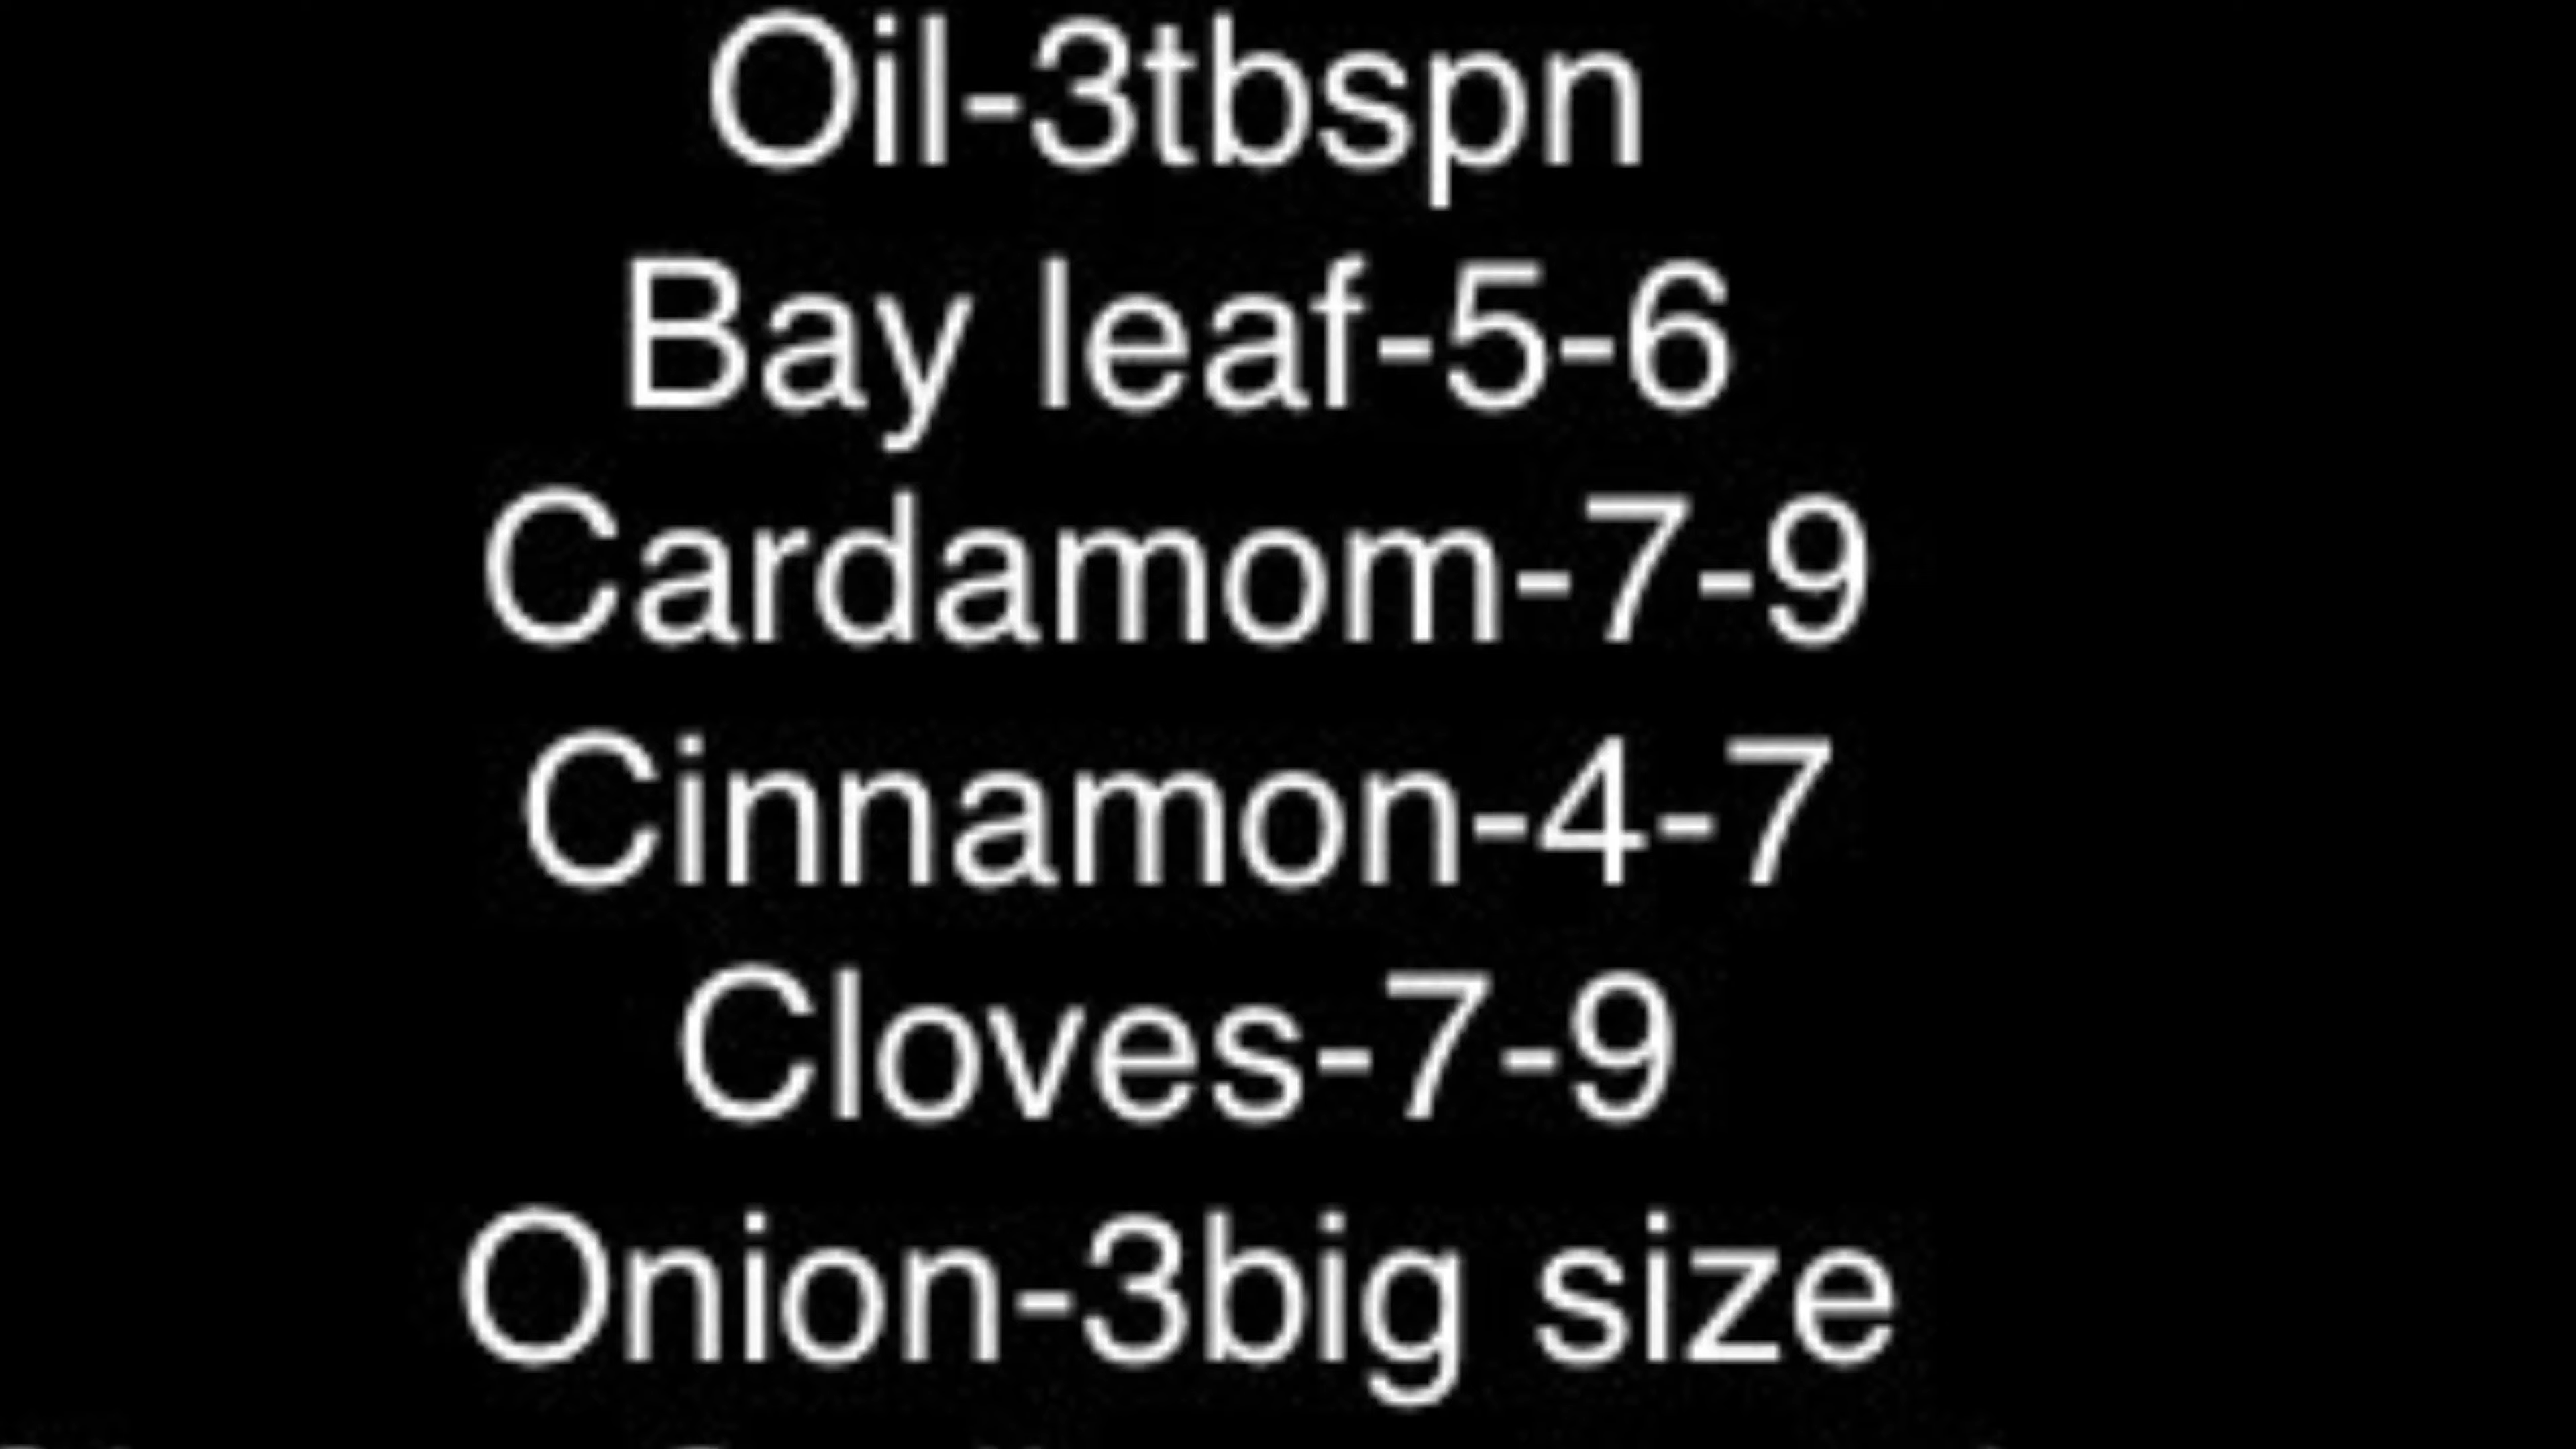 Oil-3tbspn
Bay leaf-5-6
Cardamom-7-9
Cinnamon-4-7
Cloves-7-9
Onion-3big size